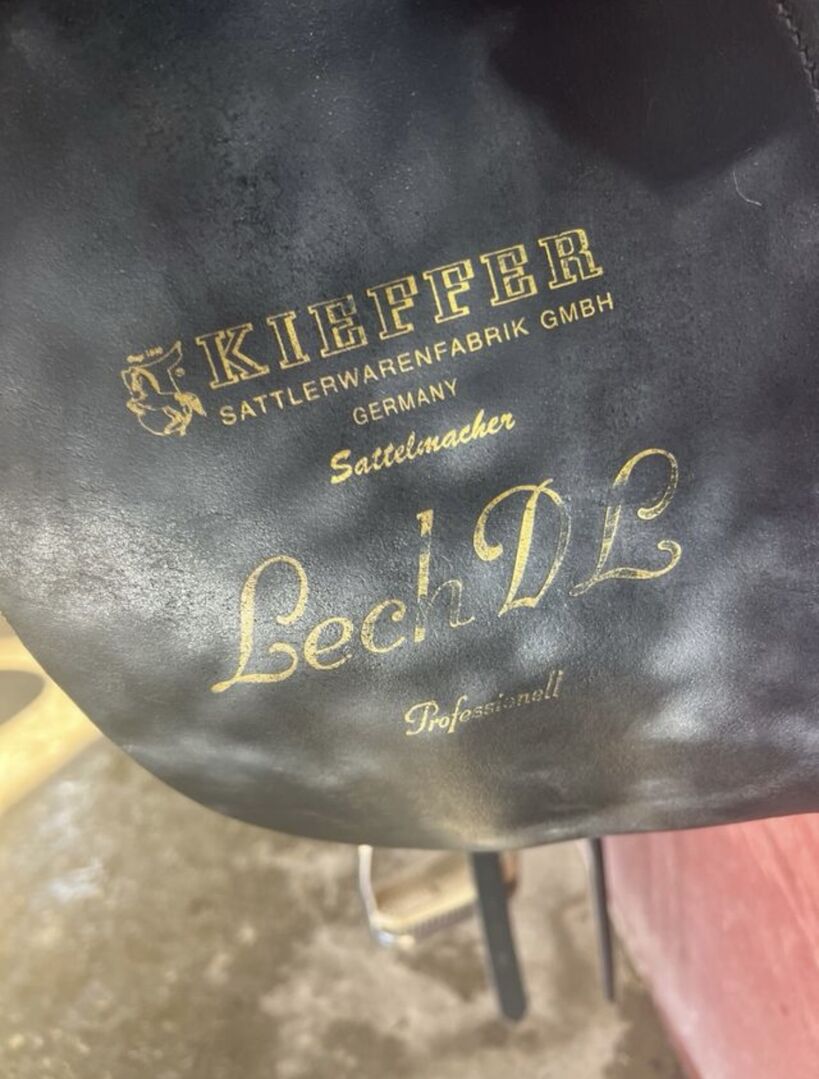 KIEFFER
SATTLERWARENFABRIK GMBH
GERMANY
Sattelmacher
Lech DL
Professionell